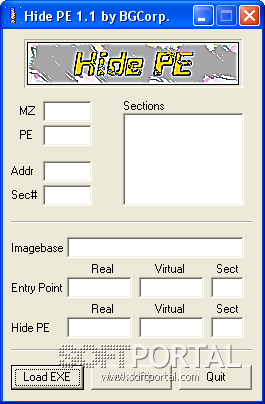 Hide PE 1.1 by BGCorp.
Hide PE
MZ
Sections
PE
Addr
Sec#
Imagebase
Real Virtual Sect
Entry Point
Real Virtual Sect
Hide PE
SOFTPORTAL
www.softportal.com
Load EXE
Quit